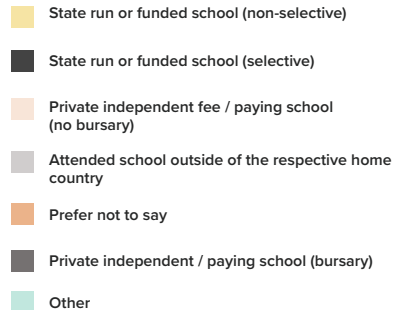 State run or funded school (non-selective)
State run or funded school (selective)
Private independent fee / paying school
(no bursary)
Attended school outside of the respective home
country
Prefer not to say
Private independent / paying school (bursary)
Other